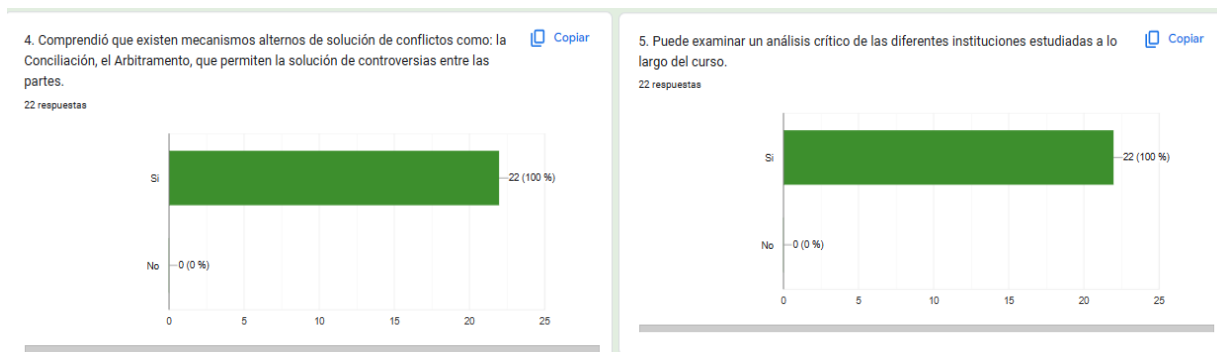 4. Comprendió que existen mecanismos alternos de solución de conflictos como: la
Conciliación, el Arbitramento, que permiten la solución de controversias entre las
partes.
Copiar
22 respuestas
Si
22 (100 %)
No
0 (0 %)
0 5 10 15 20 25
5. Puede examinar un análisis crítico de las diferentes instituciones estudiadas a lo
largo del curso.
Copiar
22 respuestas
Si
22 (100 %)
No
0 (0 %)
0 5 10 15 20 25